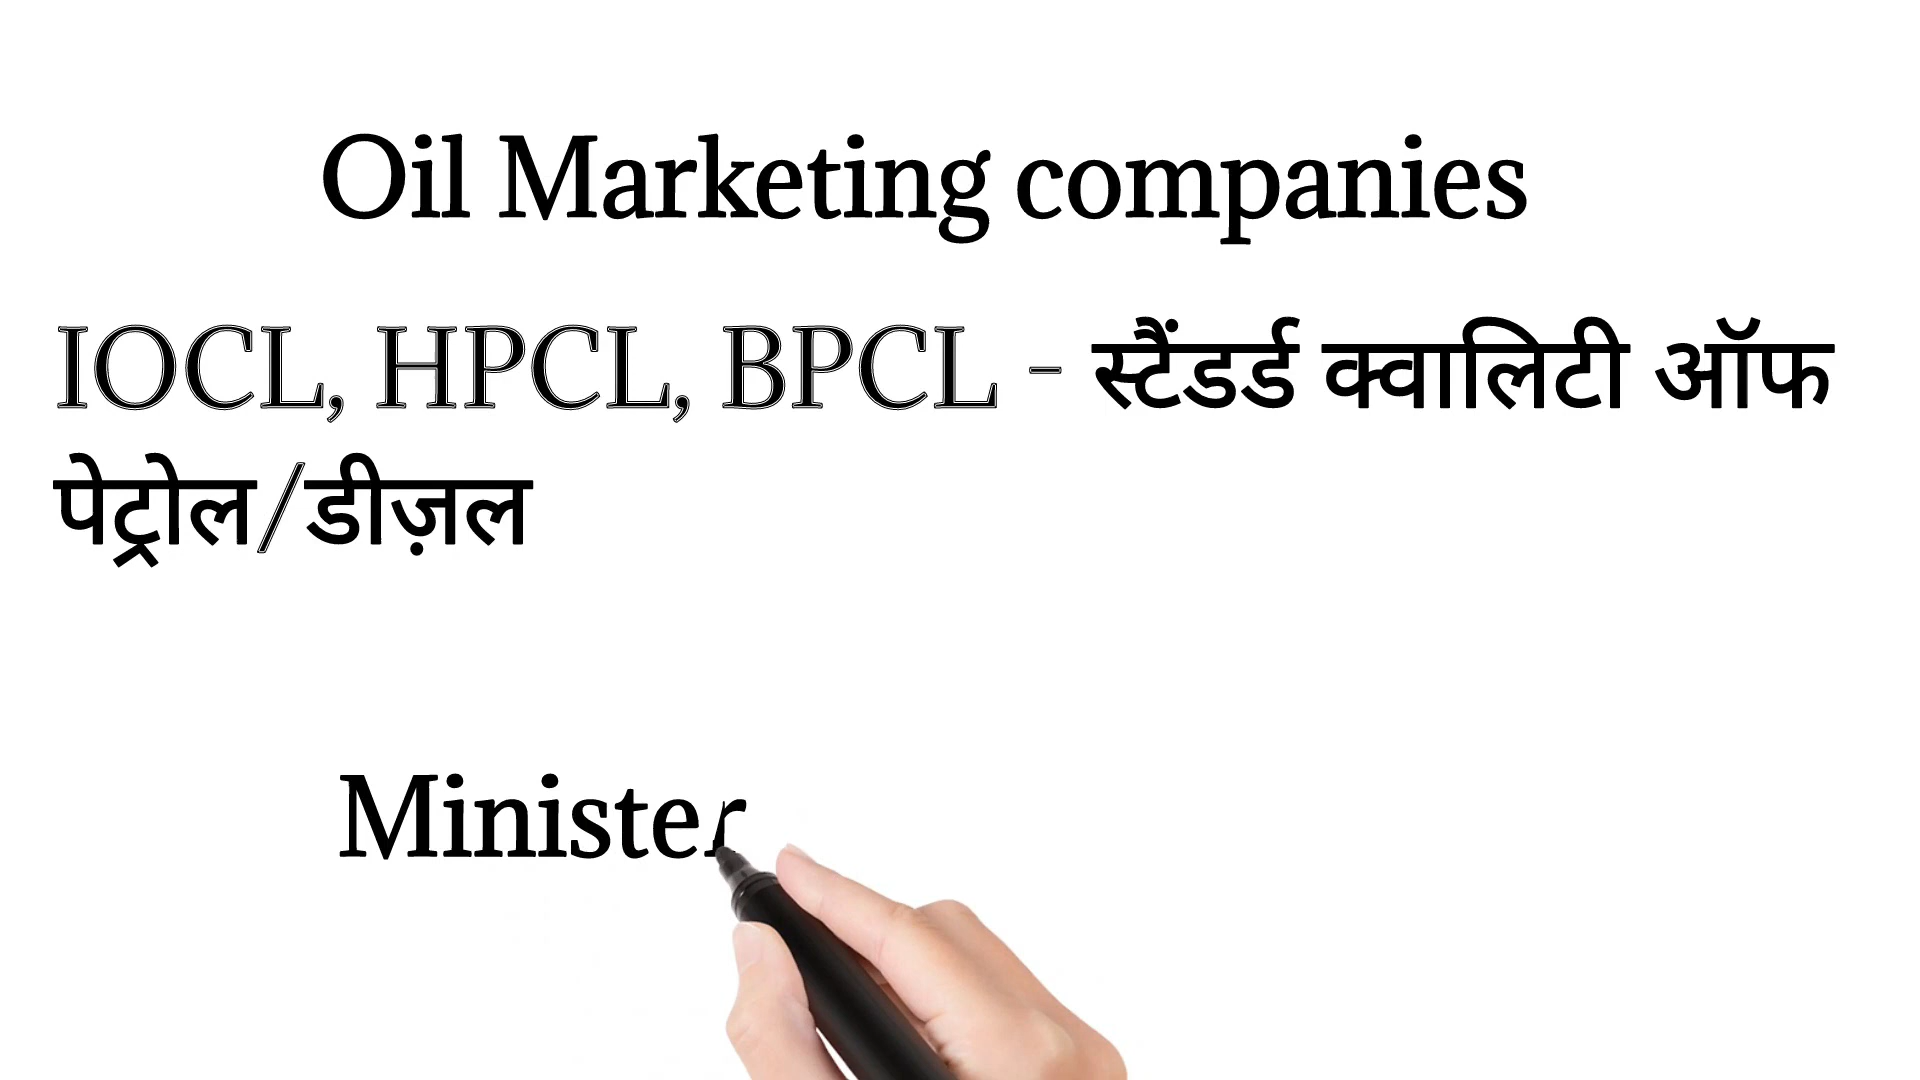 Oil Marketing companies
IOCL, HPCL, BPCL - स्टैंडर्ड क्वालिटी ऑफ
पेट्रोल/डीज़ल
Minister